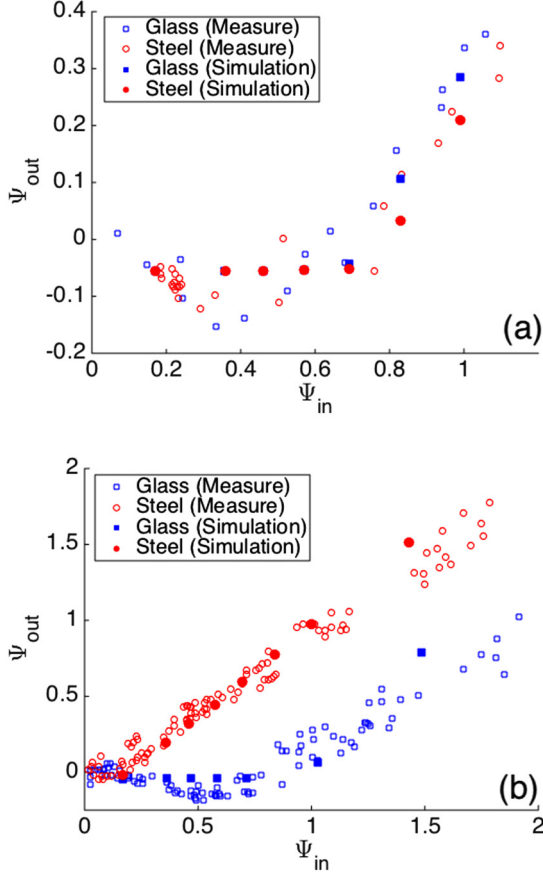 0.4
0.3
0.2
0.1
0
-0.1
-0.2
Ψout
Glass (Measure)
Steel (Measure)
Glass (Simulation)
Steel (Simulation)
(a)
0 0.2 0.4 0.6 0.8 1
Ψin
2
1.5
1
0.5
0
Ψout
Glass (Measure)
Steel (Measure)
Glass (Simulation)
Steel (Simulation)
(b)
0 0.5 1 1.5 2
Ψin